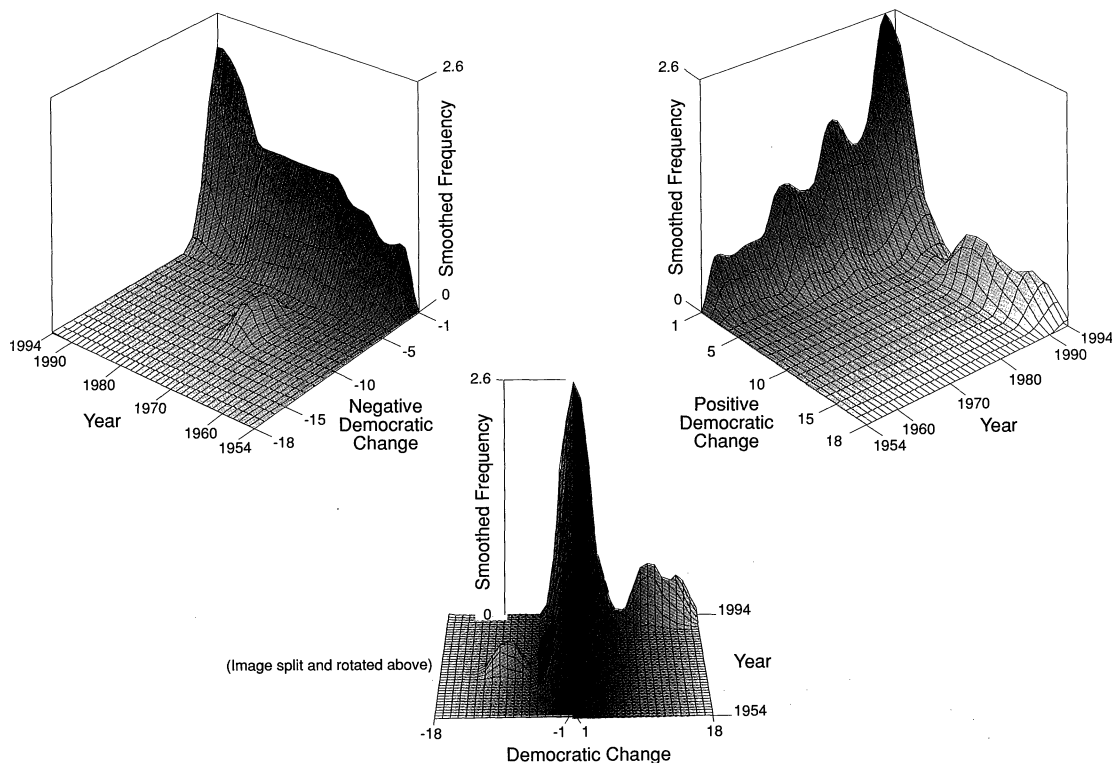 2.6
Smoothed Frequency
0
-1
-5
-10
-15
-18
Negative
Democratic
Change
1994
1990
1980
1970
1960
1954
Year
2.6
Smoothed Frequency
0
1
5
10
15
18
Positive
Democratic
Change
1994
1990
1980
1970
1960
1954
Year
2.6
Smoothed Frequency
0
(Image split and rotated above)
1994
Year
1954
-18
-1
1
18
Democratic Change